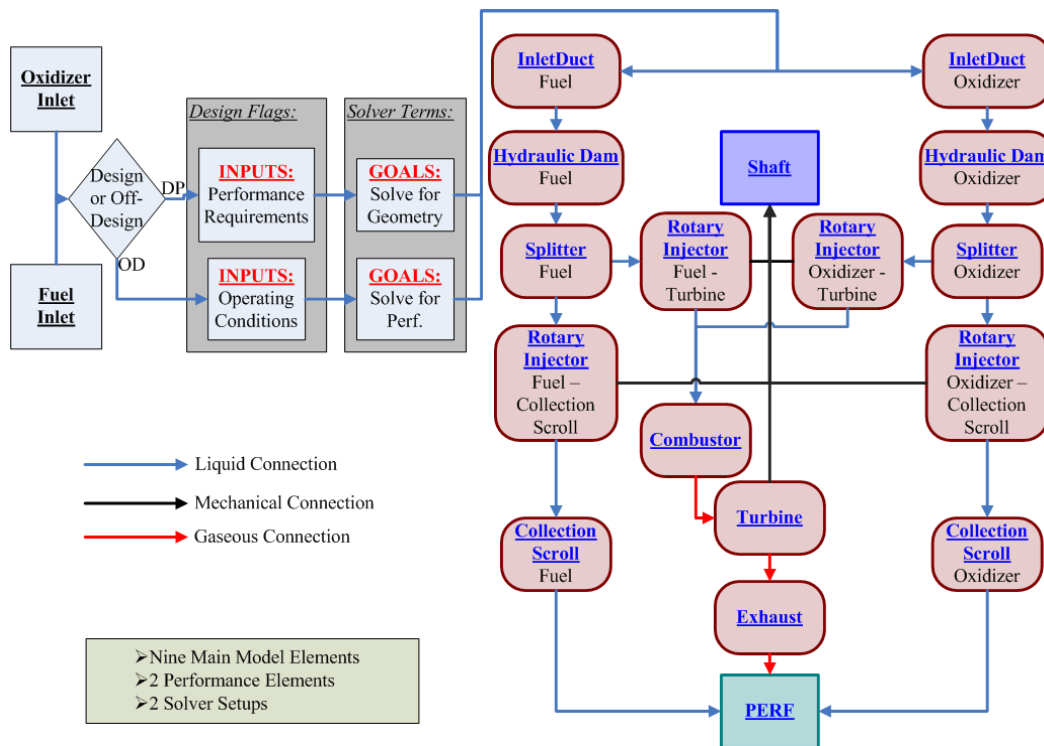 Oxidizer
Inlet
Fuel
Inlet
Design
or Off-
Design
DP
OD
Design Flags:
INPUTS:
Performance
Requirements
INPUTS:
Operating
Conditions
Solver Terms:
GOALS:
Solve for
Geometry
GOALS:
Solve for
Perf.
InletDuct
Fuel
Hydraulic Dam
Fuel
Splitter
Fuel
Rotary
Injector
Fuel –
Collection
Scroll
Collection
Scroll
Fuel
Shaft
Rotary
Injector
Fuel -
Turbine
Rotary
Injector
Oxidizer -
Turbine
Combustor
Turbine
Exhaust
PERF
InletDuct
Oxidizer
Hydraulic Dam
Oxidizer
Splitter
Oxidizer
Rotary
Injector
Oxidizer –
Collection
Scroll
Collection
Scroll
Oxidizer
Liquid Connection
Mechanical Connection
Gaseous Connection
➢Nine Main Model Elements
➢2 Performance Elements
➢2 Solver Setups